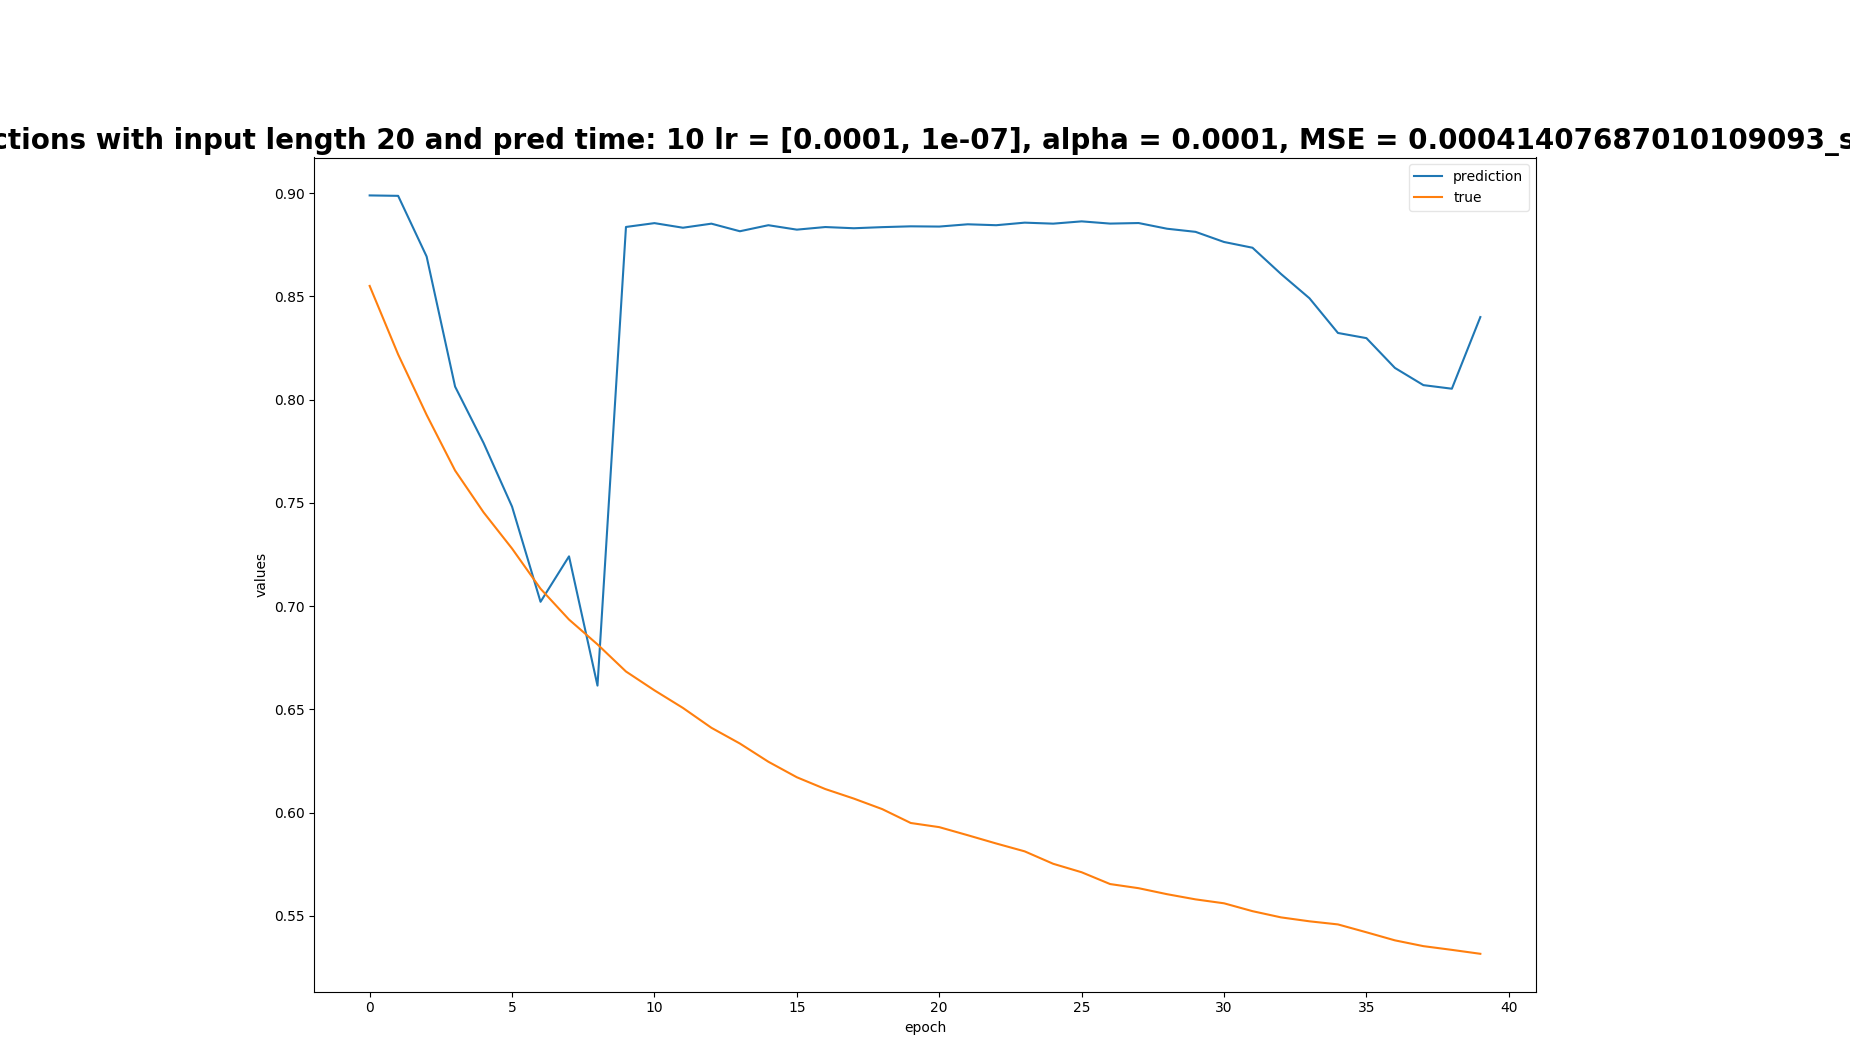 ctions with input length 20 and pred time: 10 lr = [0.0001, 1e-07], alpha = 0.0001, MSE = 0.00041407687010109093_s
prediction
true
0.90
0.85
0.80
0.75
0.70
0.65
0.60
0.55
values
0 5 10 15 20 25 30 35 40
epoch